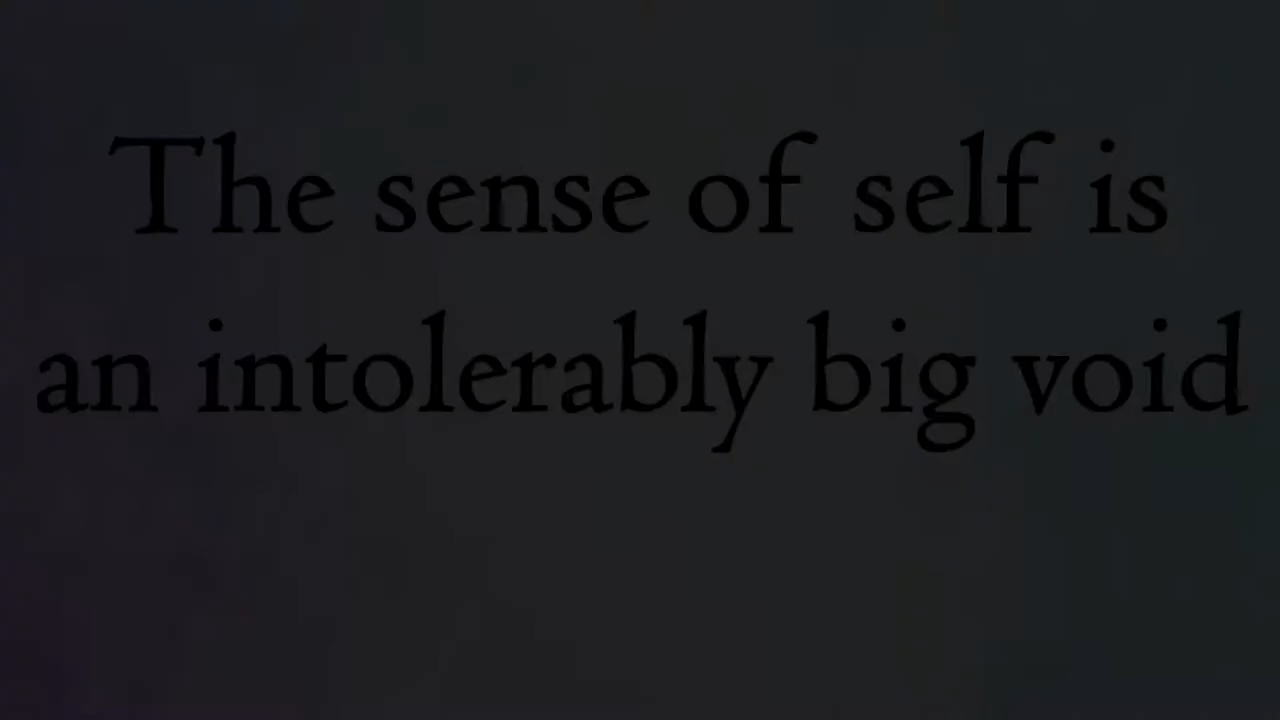 The sense of self is
an intolerably big void